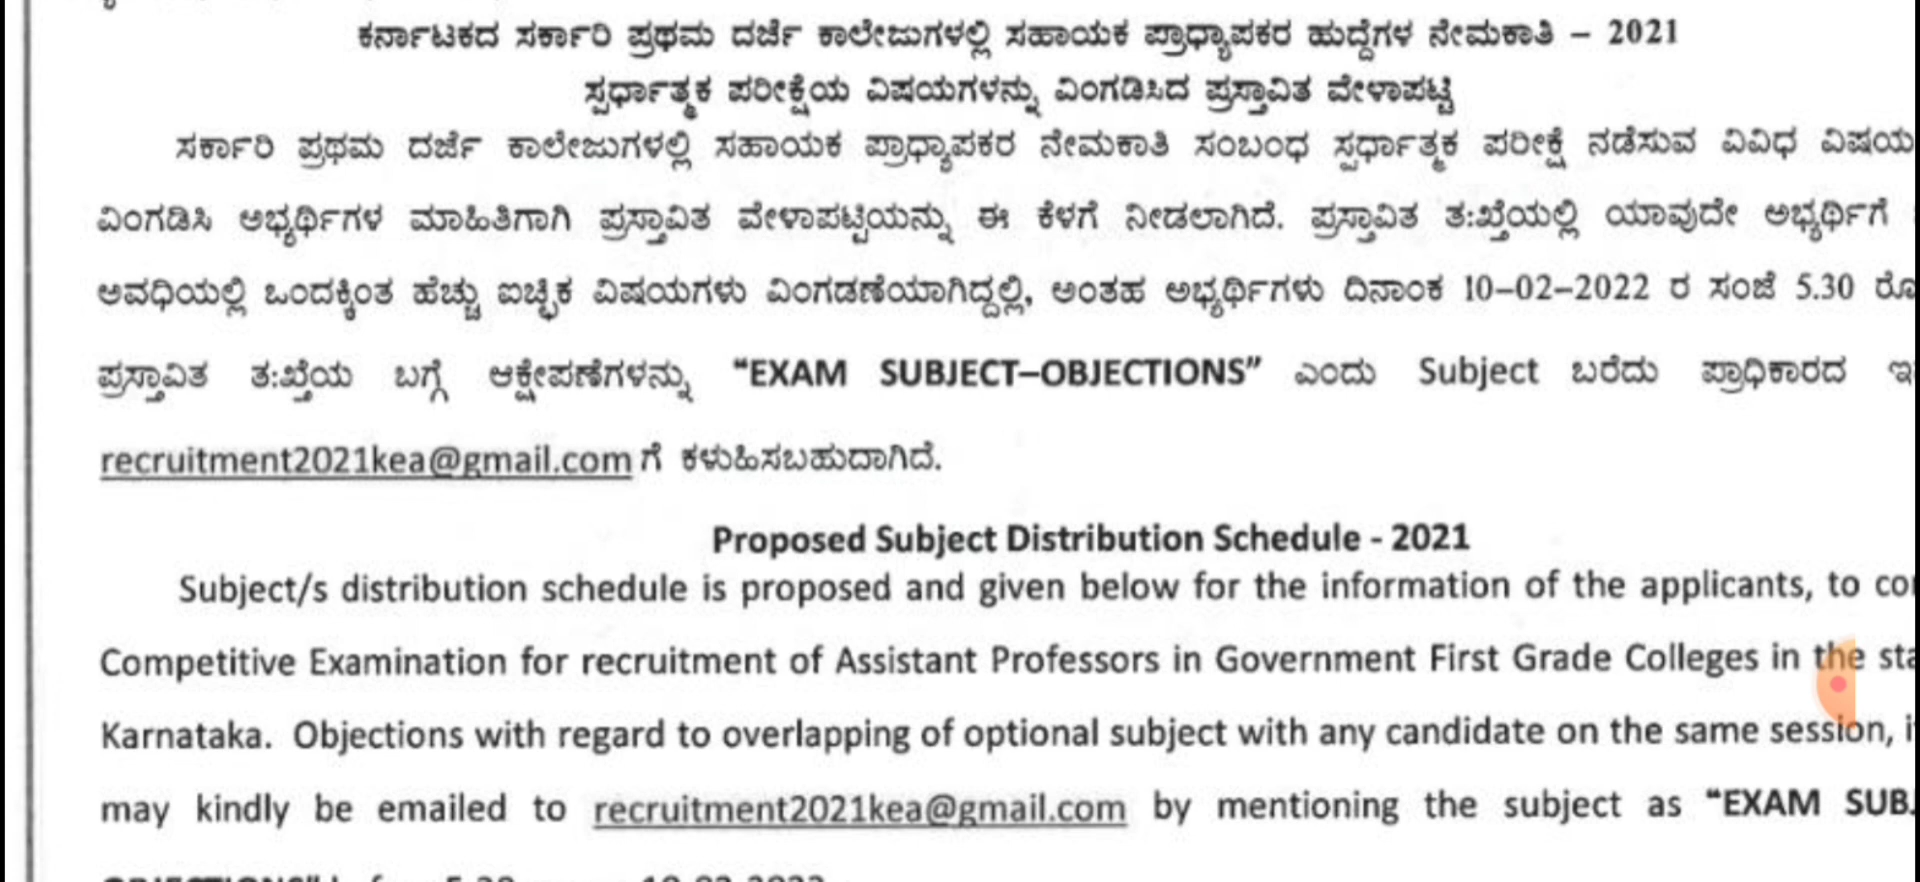 ಕರ್ನಾಟಕದ ಸರ್ಕಾರಿ ಪ್ರಥಮ ದರ್ಜೆ ಕಾಲೇಜುಗಳಲ್ಲಿ ಸಹಾಯಕ ಪ್ರಾಧ್ಯಾಪಕರ ಹುದ್ದೆಗಳ ನೇಮಕಾತಿ – 2021
ಸ್ಪರ್ಧಾತ್ಮಕ ಪರೀಕ್ಷೆಯ ವಿಷಯಗಳನ್ನು ವಿಂಗಡಿಸಿದ ಪ್ರಸ್ತಾವಿತ ವೇಳಾಪಟ್ಟಿ
ಸರ್ಕಾರಿ ಪ್ರಥಮ ದರ್ಜೆ ಕಾಲೇಜುಗಳಲ್ಲಿ ಸಹಾಯಕ ಪ್ರಾಧ್ಯಾಪಕರ ನೇಮಕಾತಿ ಸಂಬಂಧ ಸ್ಪರ್ಧಾತ್ಮಕ ಪರೀಕ್ಷೆ ನಡೆಸುವ ವಿವಿಧ ವಿಷಯ
ವಿಂಗಡಿಸಿ ಅಭ್ಯರ್ಥಿಗಳ ಮಾಹಿತಿಗಾಗಿ ಪ್ರಸ್ತಾವಿತ ವೇಳಾಪಟ್ಟಿಯನ್ನು ಈ ಕೆಳಗೆ ನೀಡಲಾಗಿದೆ. ಪ್ರಸ್ತಾವಿತ ತ:ಖ್ತೆಯಲ್ಲಿ ಯಾವುದೇ ಅಭ್ಯರ್ಥಿಗೆ
ಅವಧಿಯಲ್ಲಿ ಒಂದಕ್ಕಿಂತ ಹೆಚ್ಚು ಐಚ್ಛಿಕ ವಿಷಯಗಳು ವಿಂಗಡಣೆಯಾಗಿದ್ದಲ್ಲಿ, ಅಂತಹ ಅಭ್ಯರ್ಥಿಗಳು ದಿನಾಂಕ 10–02–2022 ರ ಸಂಜೆ 5.30 ರೊ
ಪ್ರಸ್ತಾವಿತ ತ:ಖ್ತೆಯ ಬಗ್ಗೆ ಆಕ್ಷೇಪಣೆಗಳನ್ನು “EXAM SUBJECT–OBJECTIONS” ಎಂದು Subject ಬರೆದು ಪ್ರಾಧಿಕಾರದ ಇ
recruitment2021kea@gmail.com ಗೆ ಕಳುಹಿಸಬಹುದಾಗಿದೆ.
Proposed Subject Distribution Schedule - 2021
Subject/s distribution schedule is proposed and given below for the information of the applicants, to
Competitive Examination for recruitment of Assistant Professors in Government First Grade Colleges in the
Karnataka. Objections with regard to overlapping of optional subject with any candidate on the same session,
may kindly be emailed to recruitment2021kea@gmail.com by mentioning the subject as “EXAM SUB